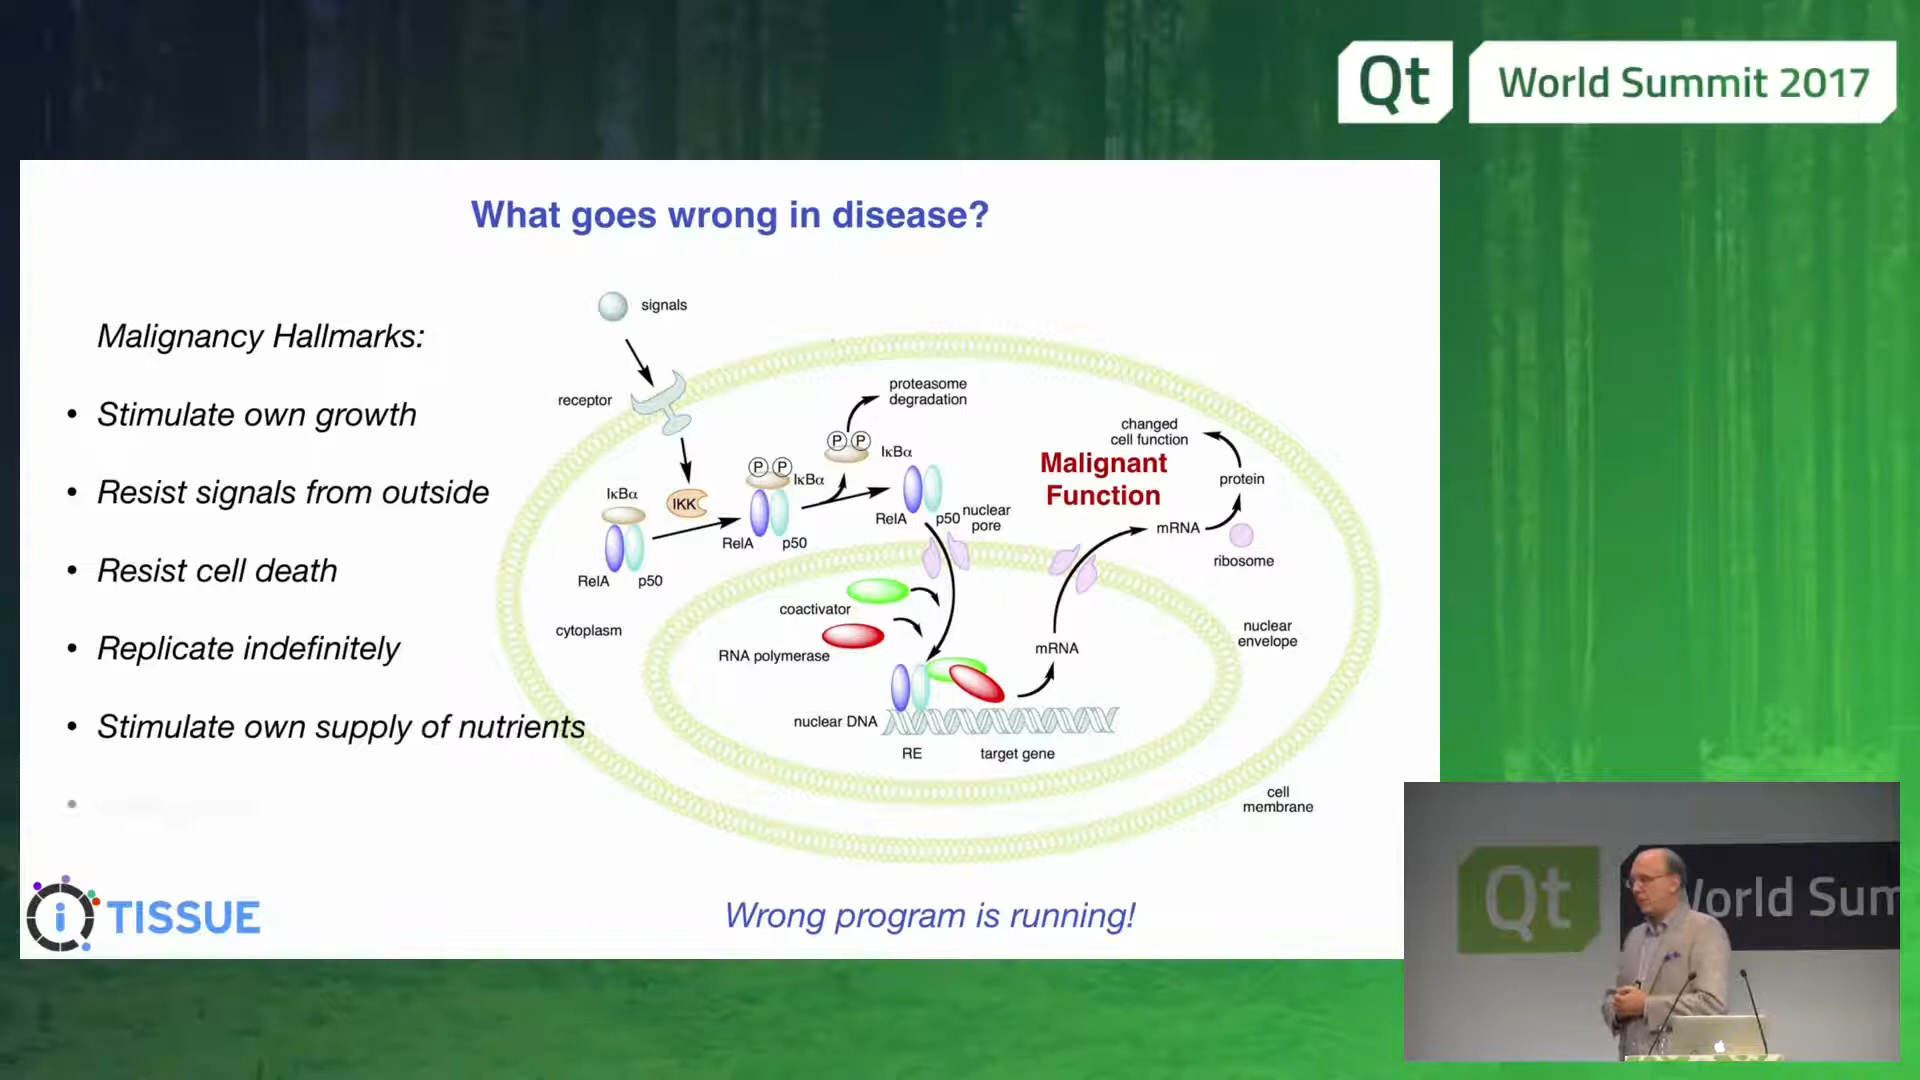 Qt World Summit 2017
What goes wrong in disease?
Malignancy Hallmarks:
• Stimulate own growth
• Resist signals from outside
• Resist cell death
• Replicate indefinitely
• Stimulate own supply of nutrients
signals
receptor
proteasome
degradation
P P
IκBα
changed
cell function
Malignant
Function
protein
P P
IκBα
IκBα
IKK
RelA
p50
nuclear
pore
mRNA
RelA
p50
ribosome
RelA
p50
coactivator
cytoplasm
nuclear
envelope
RNA polymerase
mRNA
nuclear DNA
RE
target gene
cell
membrane
i TISSUE
Wrong program is running!
Qt
World Sum